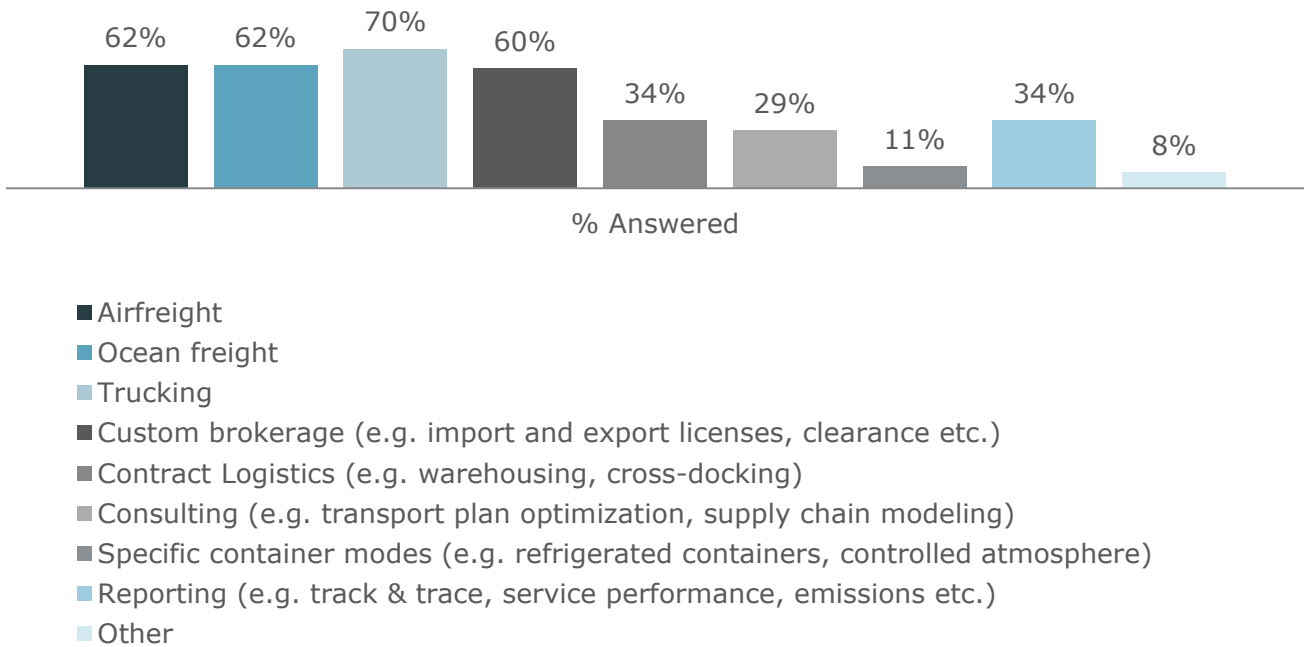 62%
62%
70%
60%
34%
29%
11%
34%
8%
% Answered
Airfreight
Ocean freight
Trucking
Custom brokerage (e.g. import and export licenses, clearance etc.)
Contract Logistics (e.g. warehousing, cross-docking)
Consulting (e.g. transport plan optimization, supply chain modeling)
Specific container modes (e.g. refrigerated containers, controlled atmosphere)
Reporting (e.g. track & trace, service performance, emissions etc.)
Other